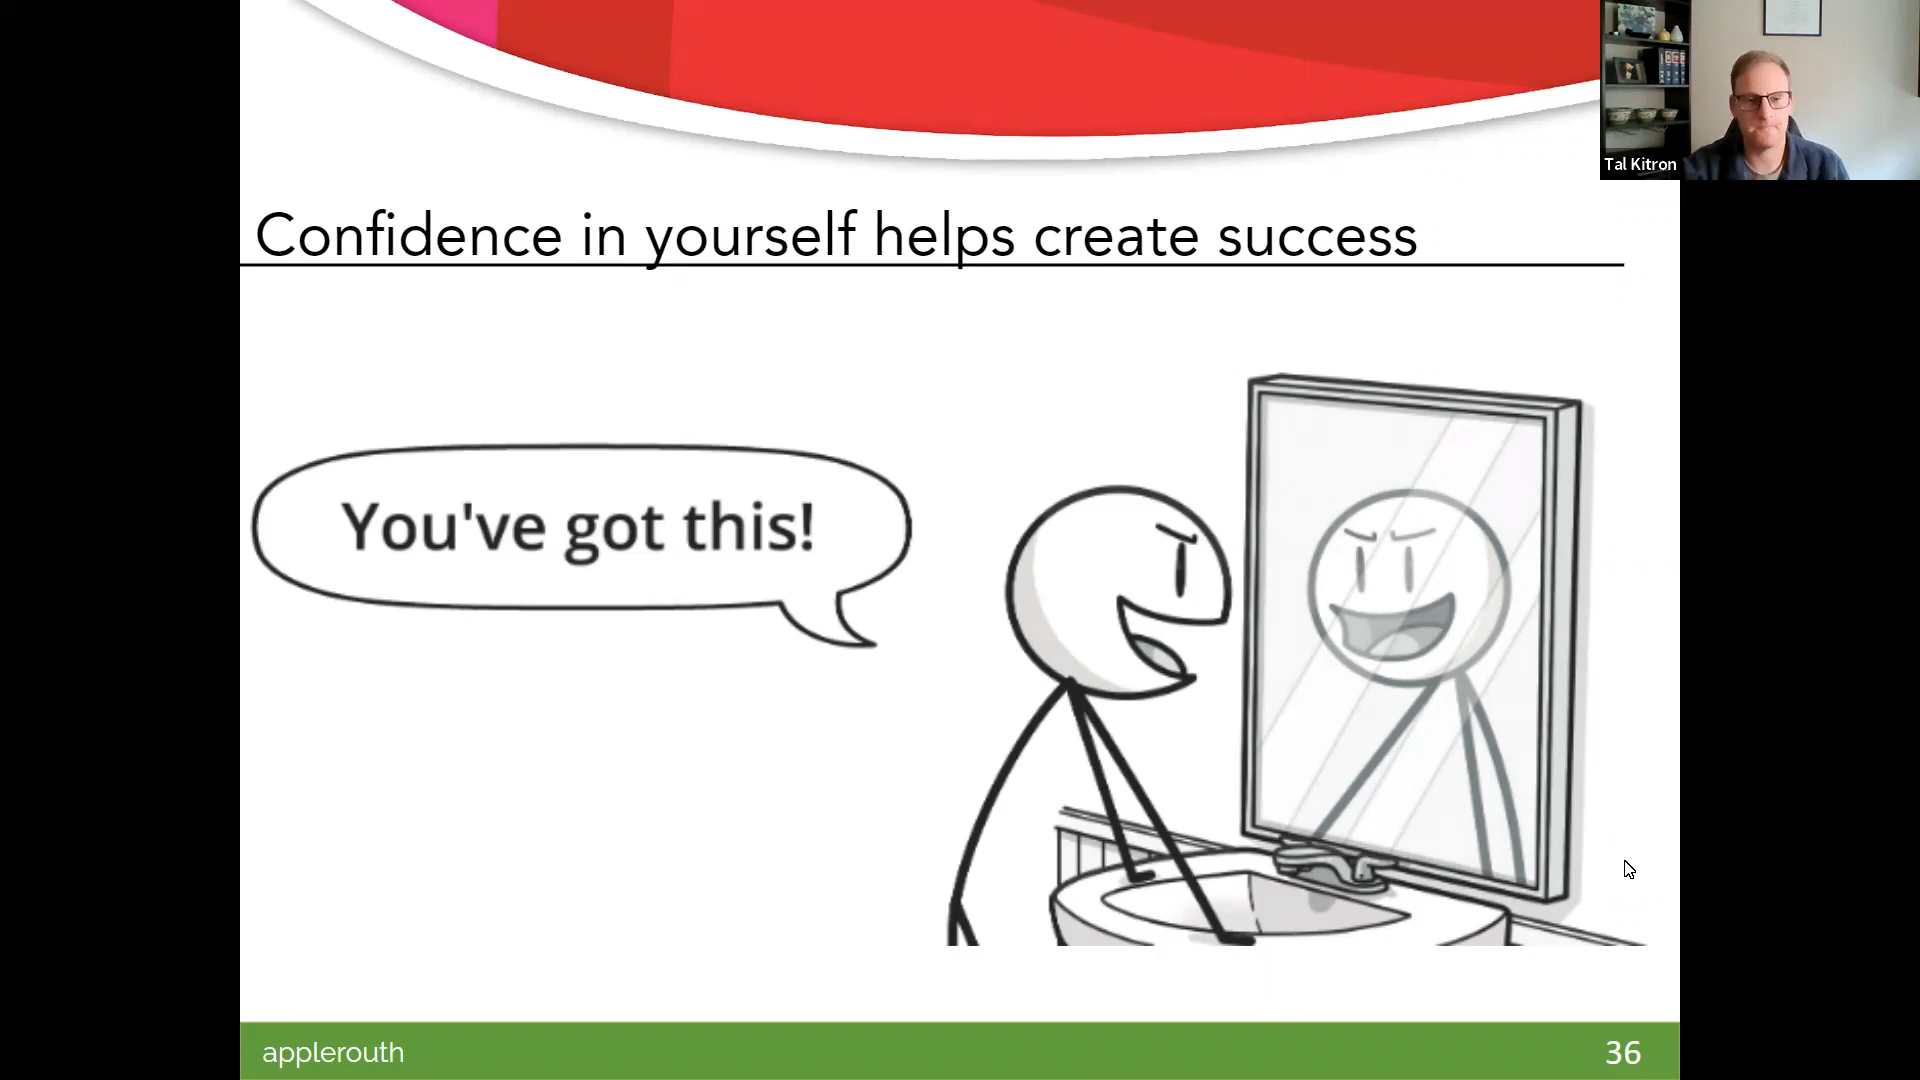 Tal Kitron
Confidence in yourself helps create success
You've got this!
applerouth
36